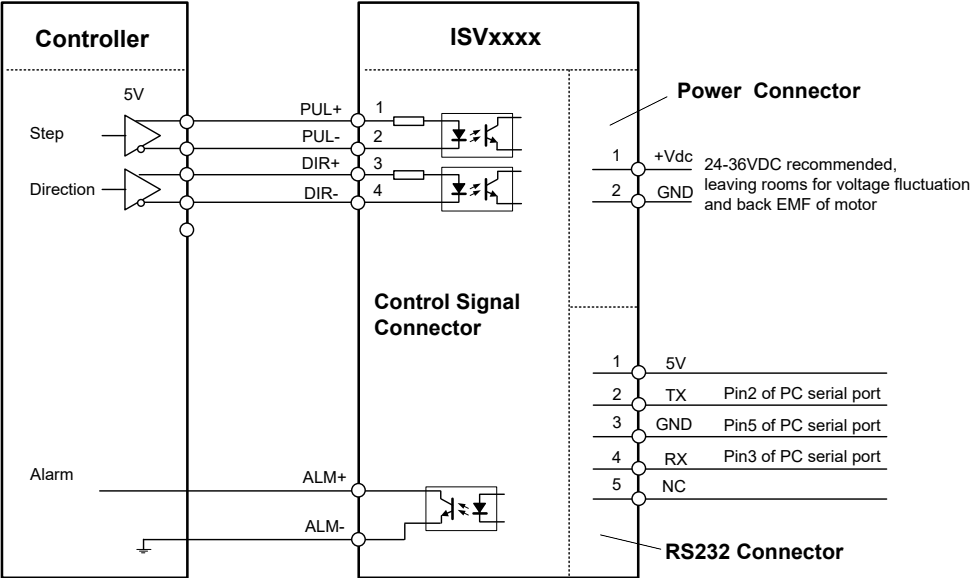 Controller
ISVxxxx
5V
Step
Direction
PUL+ 1
PUL- 2
DIR+ 3
DIR- 4
Power Connector
1 +Vdc
2 GND
24-36VDC recommended,
leaving rooms for voltage fluctuation
and back EMF of motor
Control Signal
Connector
1 5V
2 TX Pin2 of PC serial port
3 GND Pin5 of PC serial port
4 RX Pin3 of PC serial port
5 NC
Alarm
ALM+
ALM-
RS232 Connector